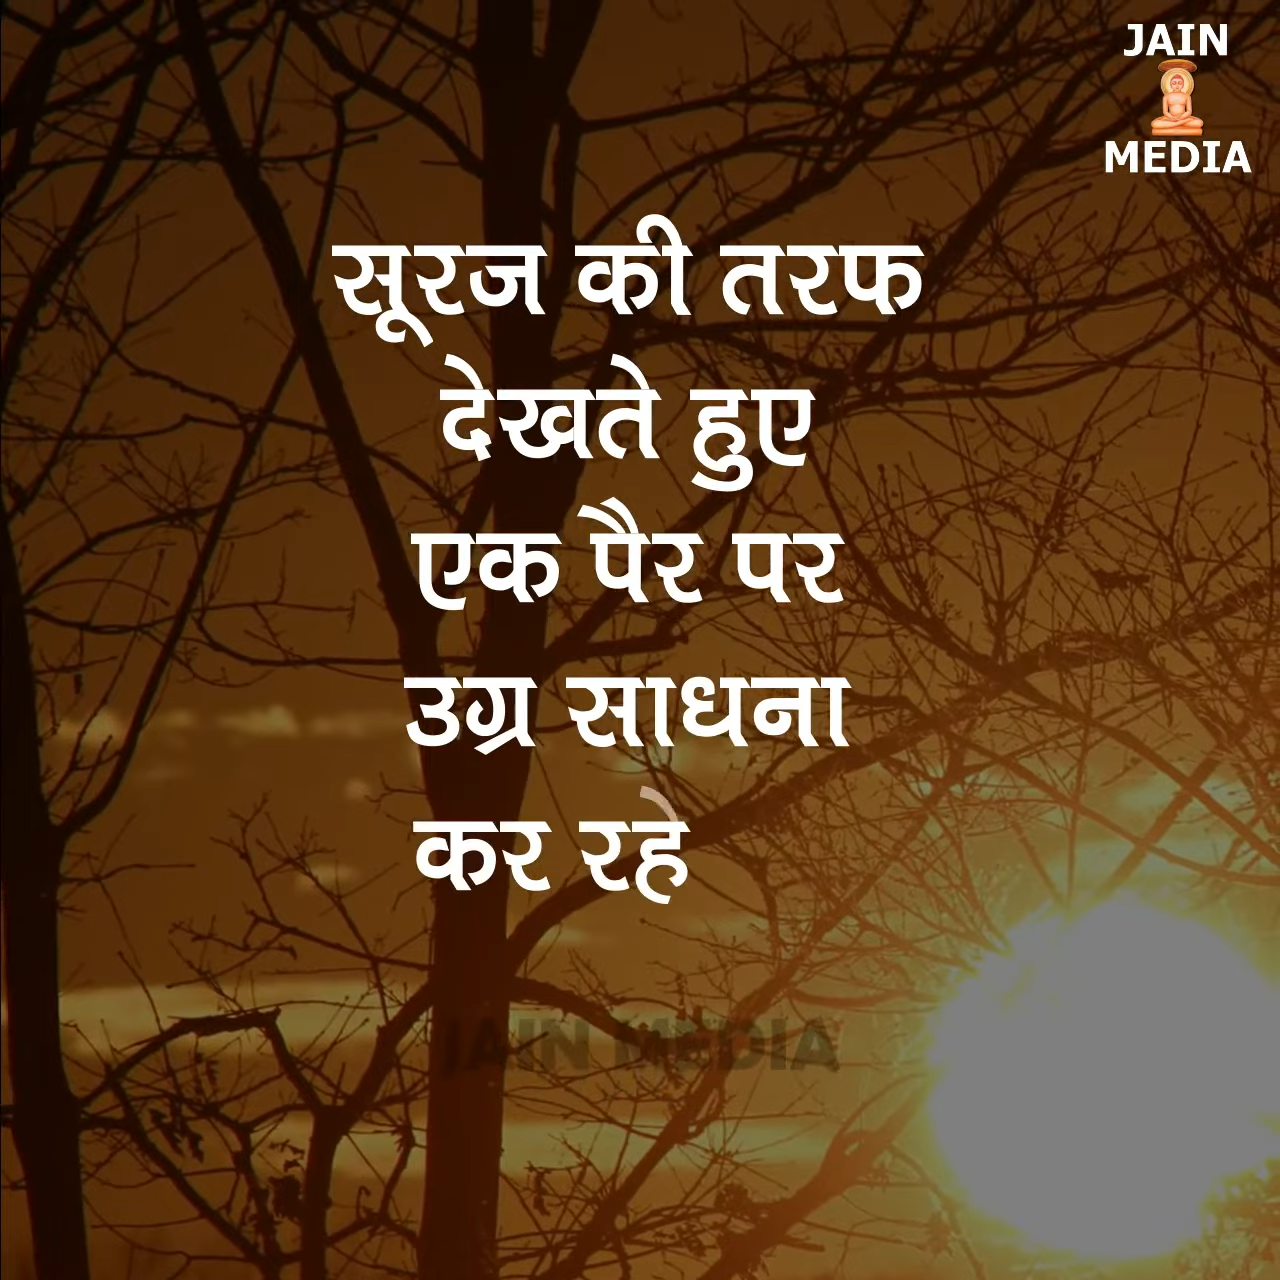 JAIN
MEDIA
सूरज की तरफ
देखते हुए
एक पैर पर
उग्र साधना
कर रहे
JAIN MEDIA